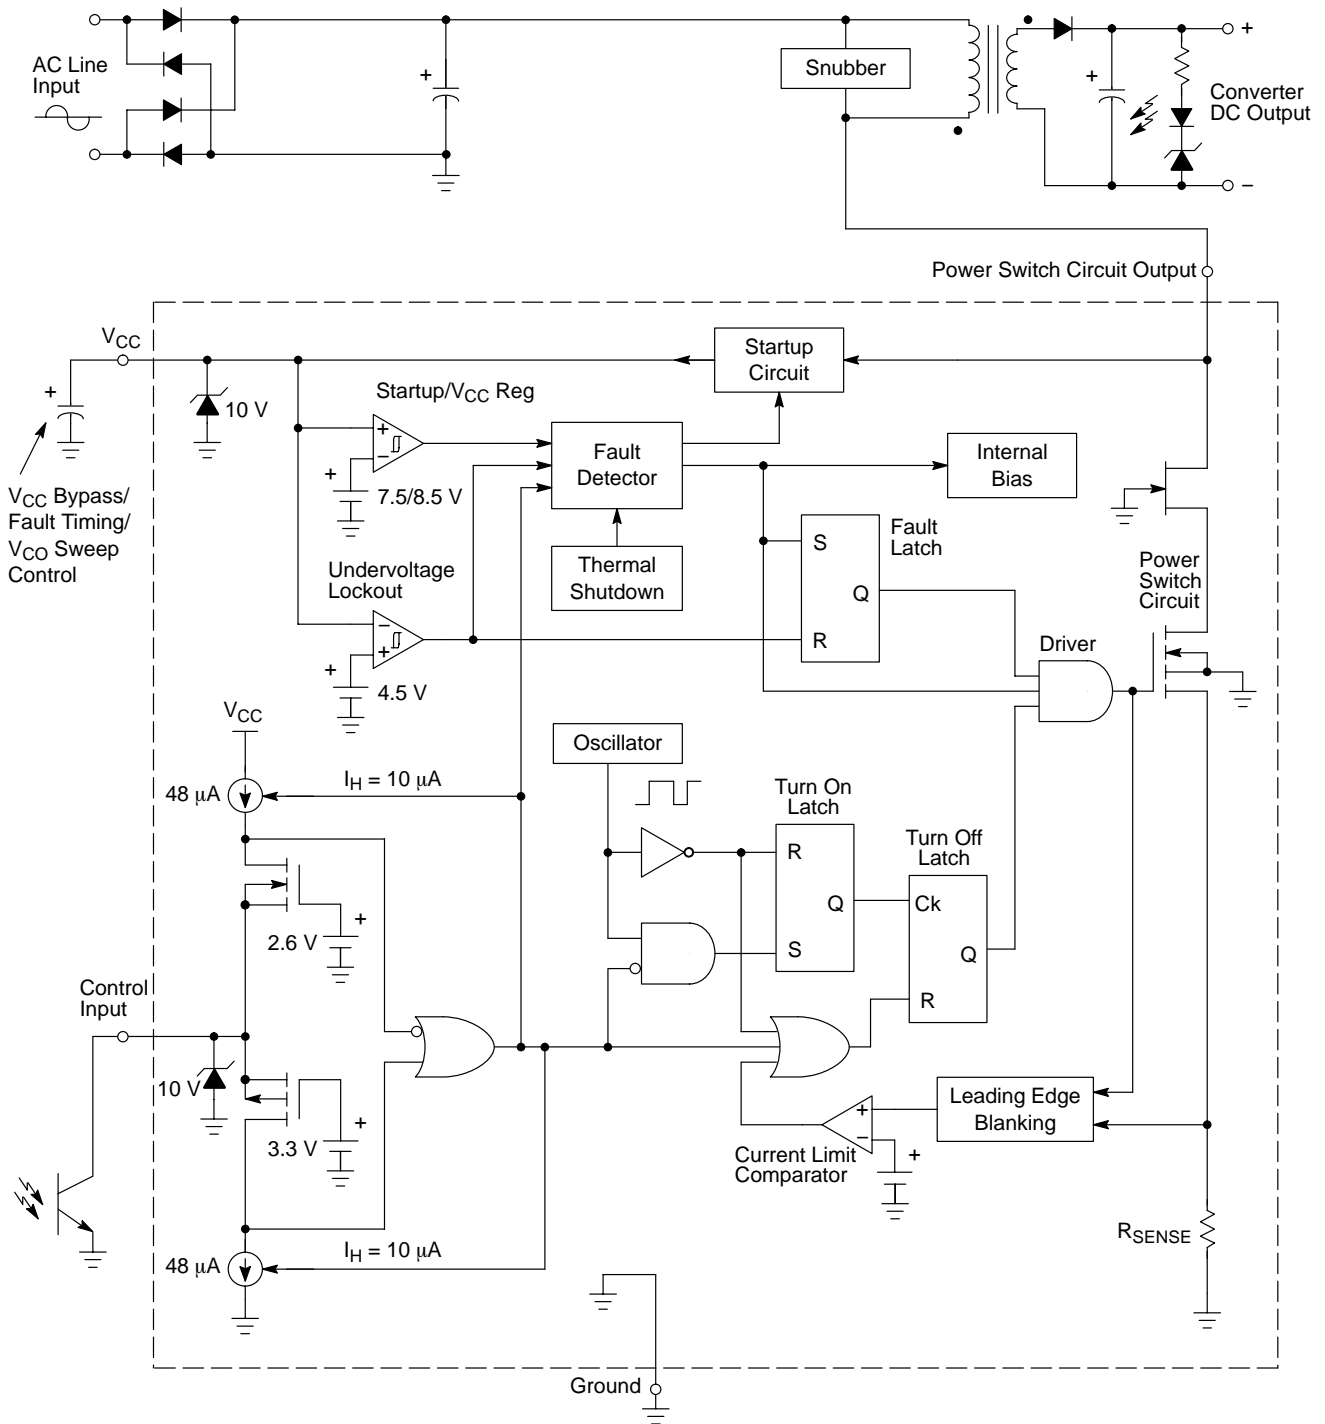 AC Line
Input
+
Snubber
+
+
Converter
DC Output
−
Power Switch Circuit Output
VCC
Startup
Circuit
+
10 V
Startup/VCC Reg
+
−
+
7.5/8.5 V
Fault
Detector
Internal
Bias
VCC Bypass/
Fault Timing/
VCO Sweep
Control
Fault
Latch
S
Q
R
Thermal
Shutdown
Undervoltage
Lockout
−
+
+
4.5 V
Power
Switch
Circuit
Driver
VCC
48 μA
IH = 10 μA
Oscillator
Turn On
Latch
R
Q
S
Turn Off
Latch
Ck
Q
R
+
2.6 V
Control
Input
10 V
+
3.3 V
Leading Edge
Blanking
+
−
+
Current Limit
Comparator
RSENSE
48 μA
IH = 10 μA
Ground